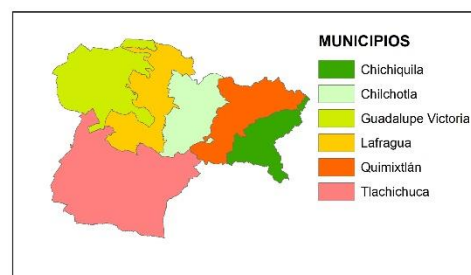 MUNICIPIOS
Chichiquila
Chilchotla
Guadalupe Victoria
Lafragua
Quimixtlán
Tlachichuca